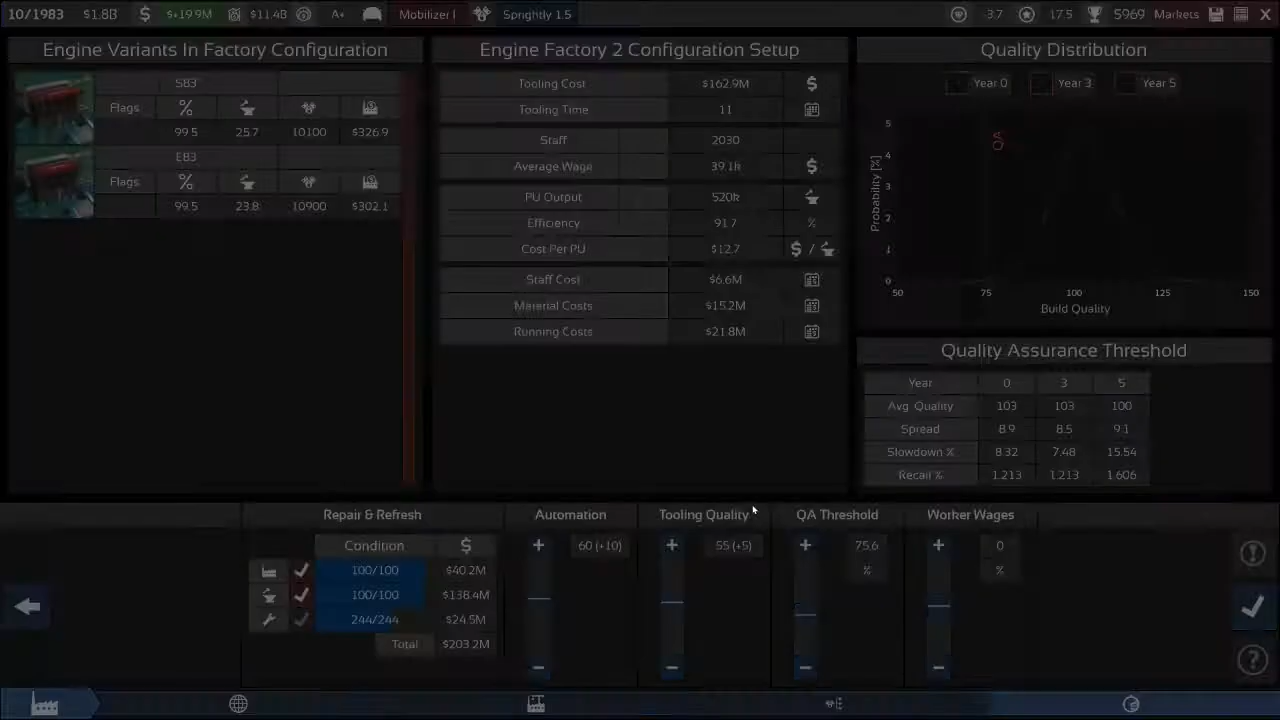 10/1983 $1.8B $+19.9M $11.4B A+ Mobilizer I Sprightly 1.5 3.7 17.5 5969 Markets
Engine Variants In Factory Configuration
S83
Flags %
99.5 25.7 10100 $326.9
E83
Flags %
99.5 23.8 10900 $302.1
Engine Factory 2 Configuration Setup
Tooling Cost $162.9M $
Tooling Time 11
Staff 2030
Average Wage 39.1k $
PU Output 520k
Efficiency 91.7 %
Cost Per PU $12.7 $ /
Staff Cost $6.6M
Material Costs $15.2M
Running Costs $21.8M
Quality Distribution
Year 0 Year 3 Year 5
Probability [%]
5
4
3
2
1
0
QA
50 75 100 125 150
Build Quality
Quality Assurance Threshold
Year 0 3 5
Avg Quality 103 103 100
Spread 8.9 8.5 9.1
Slowdown % 8.32 7.48 15.54
Recall % 1.213 1.213 1.606
Repair & Refresh
Condition $
100/100 $40.2M
100/100 $138.4M
244/244 $24.5M
Total $203.2M
Automation
+ 60 (+10)
-
Tooling Quality
+ 55 (+5)
-
QA Threshold
+ 75.6
%
-
Worker Wages
+ 0
%
-